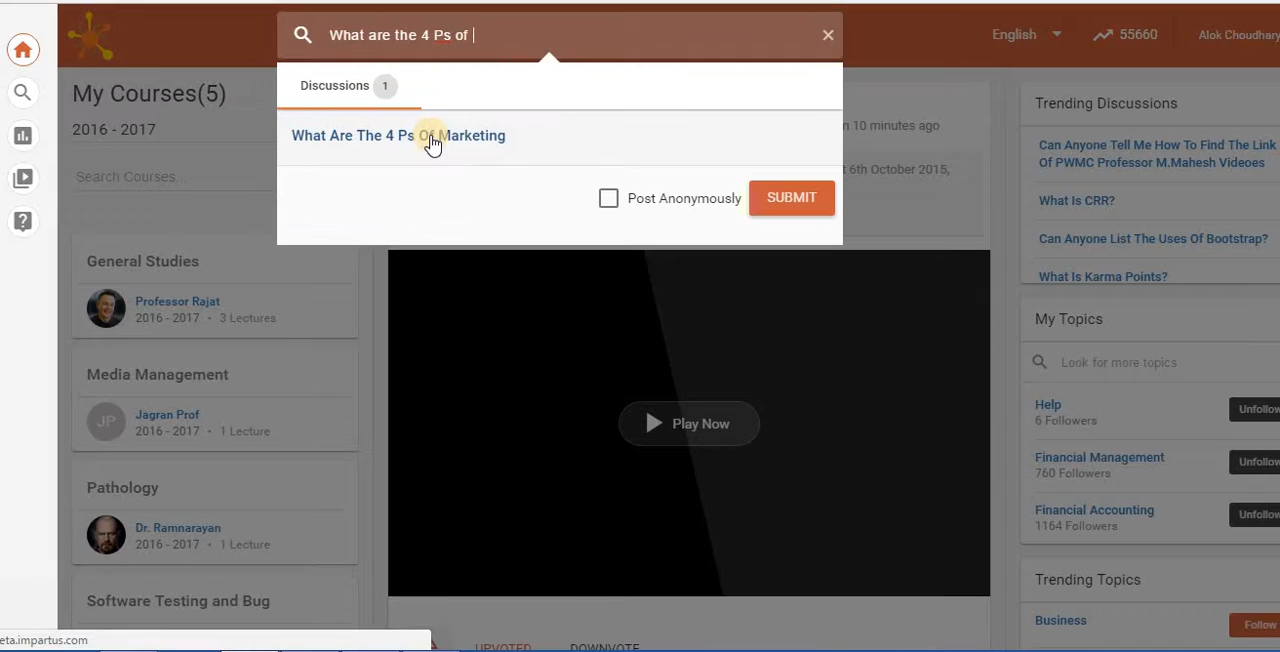 What are the 4 Ps of
English
55660
Alok Choudhary
Discussions 1
What Are The 4 Ps Of Marketing
Post Anonymously
SUBMIT
My Courses(5)
2016 - 2017
Search Courses...
General Studies
Professor Rajat
2016 - 2017 • 3 Lectures
Media Management
JP
Jagran Prof
2016 - 2017 • 1 Lecture
Pathology
Dr. Ramnarayan
2016 - 2017 • 1 Lecture
Software Testing and Bug
10 minutes ago
6th October 2015,
Play Now
UPVOTED
DOWNVOTE
Trending Discussions
Can Anyone Tell Me How To Find The Link
Of PWMC Professor M.Mahesh Videoes
What Is CRR?
Can Anyone List The Uses Of Bootstrap?
What Is Karma Points?
My Topics
Look for more topics
Help
6 Followers
Unfollow
Financial Management
760 Followers
Unfollow
Financial Accounting
1164 Followers
Unfollow
Trending Topics
Business
Follow
eta.impartus.com